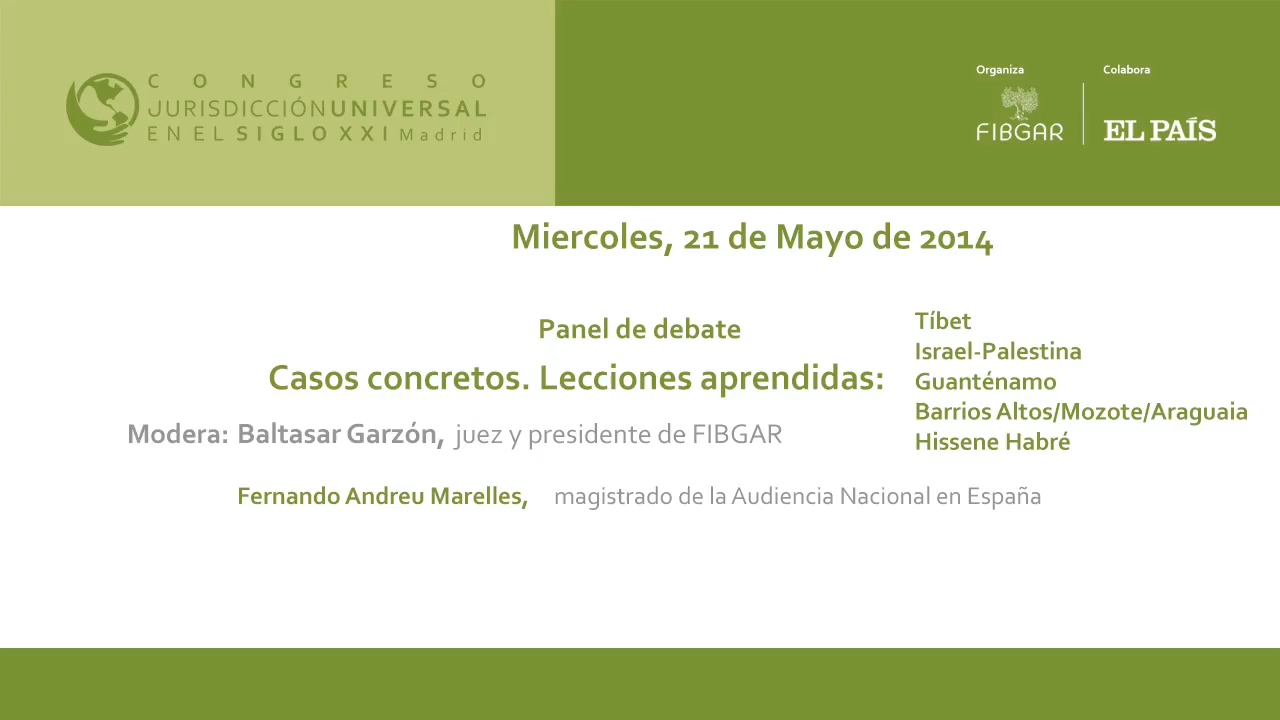 CONGRESO
JURISDICCIÓN UNIVERSAL
EN EL SIGLO XXI Madrid
Organiza
FIBGAR
Colabora
EL PAÍS
Miercoles, 21 de Mayo de 2014
Panel de debate
Casos concretos. Lecciones aprendidas:
Tíbet
Israel-Palestina
Guanténamo
Barrios Altos/Mozote/Araguaia
Hissene Habré
Modera: Baltasar Garzón, juez y presidente de FIBGAR
Fernando Andreu Marelles, magistrado de la Audiencia Nacional en España